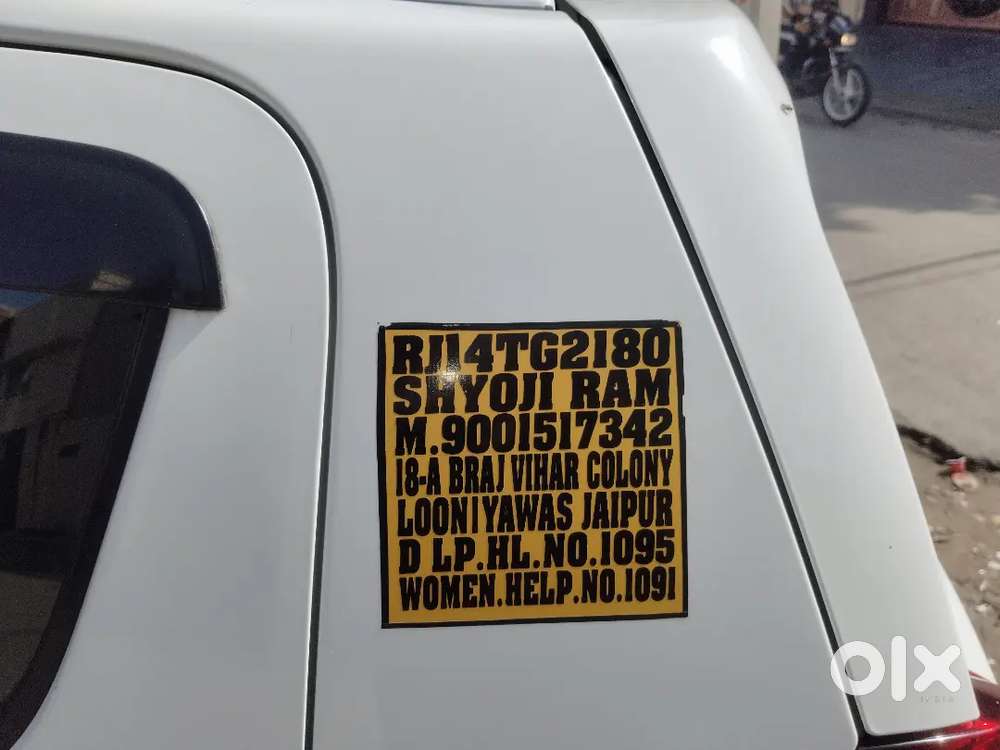 RJ14TG2180
SHYOJI RAM
M.9001517342
18-A BRAJ VIHAR COLONY
LOONIYAWAS JAIPUR
D LP.HL.NO.1095
WOMEN.HELP.NO.1091
olx